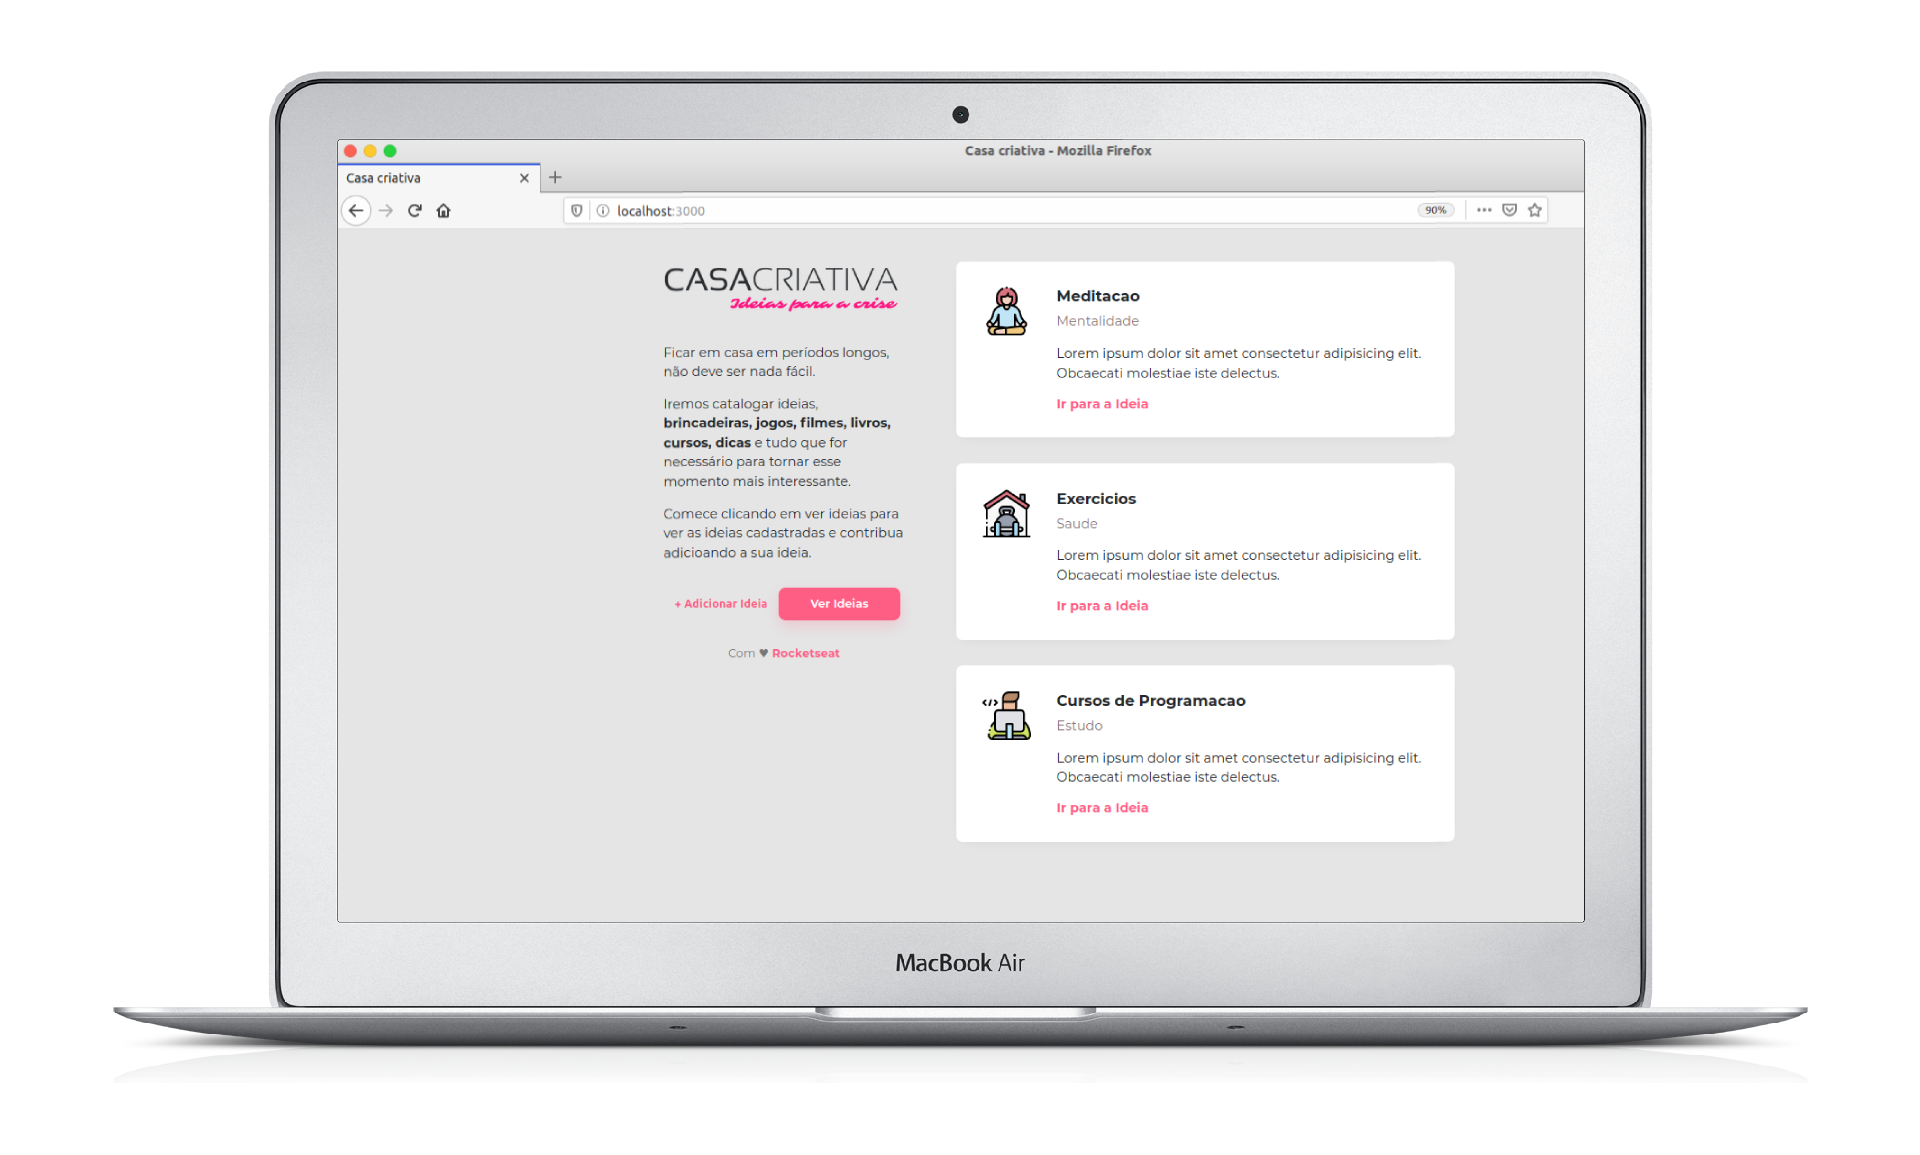 Casa criativa - Mozilla Firefox
Casa criativa
localhost:3000
90%
CASACRIATIVA
Ideias para a crise
Ficar em casa em períodos longos,
não deve ser nada fácil.
Iremos catalogar ideias,
brincadeiras, jogos, filmes, livros,
cursos, dicas e tudo que for
necessário para tornar esse
momento mais interessante.
Comece clicando em ver ideias para
ver as ideias cadastradas e contribua
adicioando a sua ideia.
+ Adicionar Ideia
Ver Ideias
Com ♥ Rocketseat
Meditacao
Mentalidade
Lorem ipsum dolor sit amet consectetur adipisicing elit.
Obcaecati molestiae iste delectus.
Ir para a Ideia
Exercicios
Saude
Lorem ipsum dolor sit amet consectetur adipisicing elit.
Obcaecati molestiae iste delectus.
Ir para a Ideia
</>
Cursos de Programacao
Estudo
Lorem ipsum dolor sit amet consectetur adipisicing elit.
Obcaecati molestiae iste delectus.
Ir para a Ideia
MacBook Air